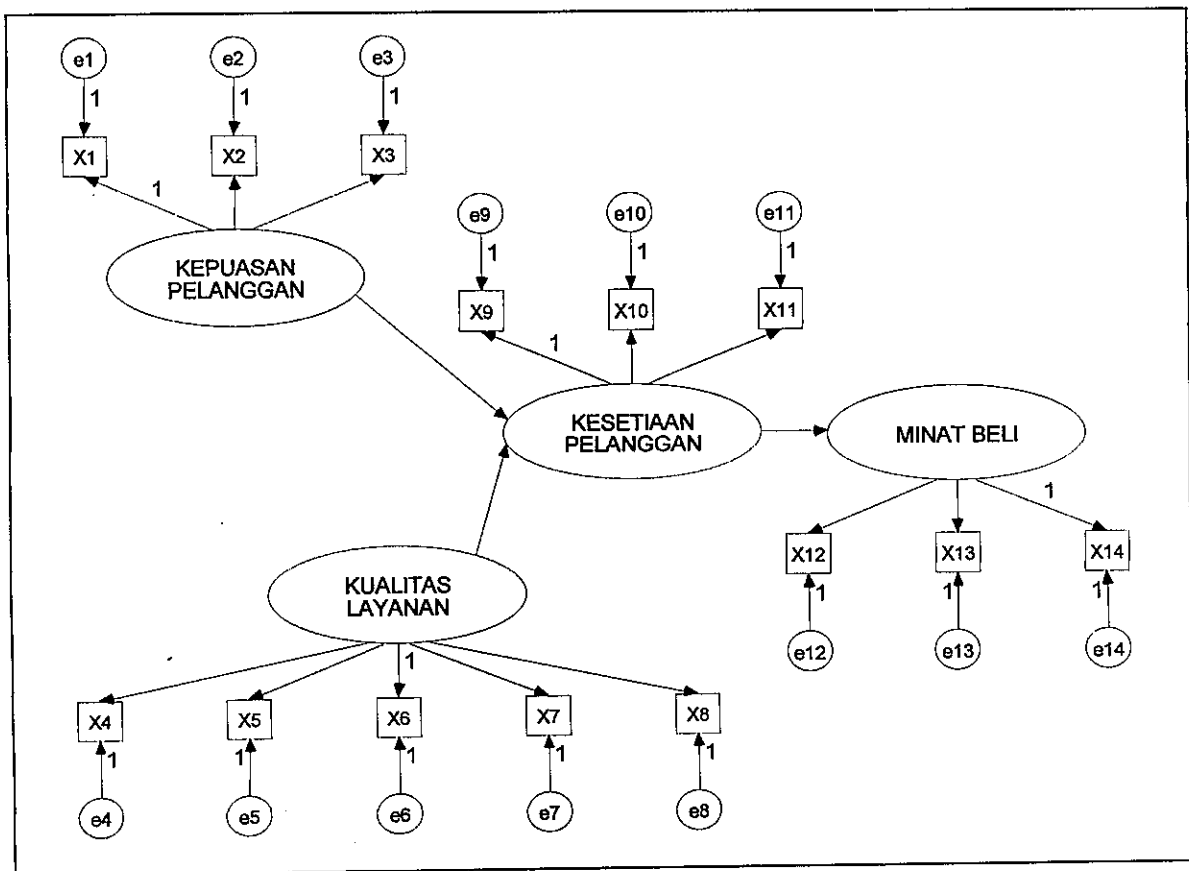 e1 e2 e3
1 1 1
X1 X2 X3
1
KEPUASAN
PELANGGAN
e9 e10 e11
1 1 1
X9 X10 X11
1
KESETIAAN
PELANGGAN
MINAT BELI
1
X12 X13 X14
1 1 1
e12 e13 e14
KUALITAS
LAYANAN
1
X4 X5 X6 X7 X8
1 1 1 1 1
e4 e5 e6 e7 e8